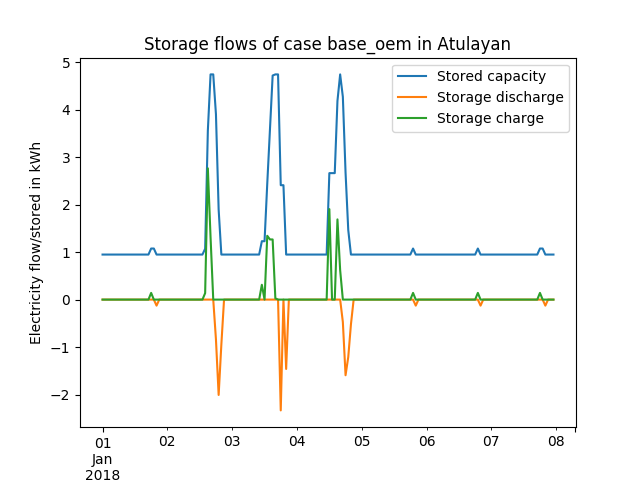 Storage flows of case base_oem in Atulayan
Stored capacity
Storage discharge
Storage charge
Electricity flow/stored in kWh
5
4
3
2
1
0
−1
−2
01 02 03 04 05 06 07 08
Jan
2018